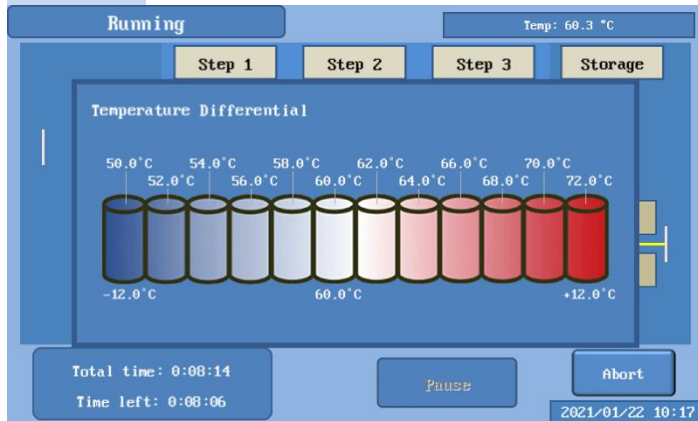 Running
Temp: 60.3 °C
Step 1 Step 2 Step 3 Storage
Temperature Differential
50.0°C 54.0°C 58.0°C 62.0°C 66.0°C 70.0°C
52.0°C 56.0°C 60.0°C 64.0°C 68.0°C 72.0°C
-12.0°C 60.0°C +12.0°C
Total time: 0:08:14
Time left: 0:08:06
Pause
Abort
2021/01/22 10:17